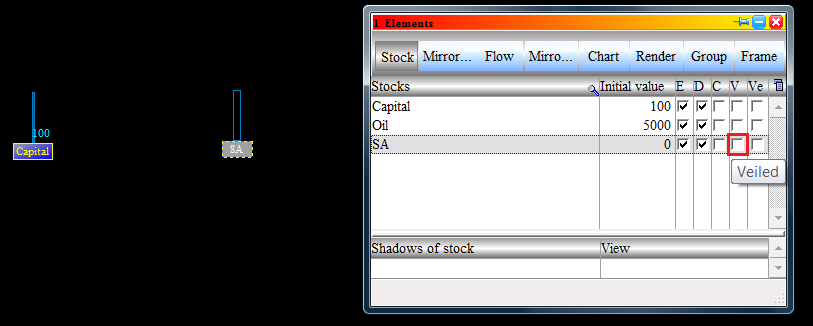 1 Elements
Stock Mirror... Flow Mirro... Chart Render Group Frame
Stocks Initial value E D C V Ve
Capital 100
Oil 5000
SA 0
Veiled
Shadows of stock View
100
Capital
SA